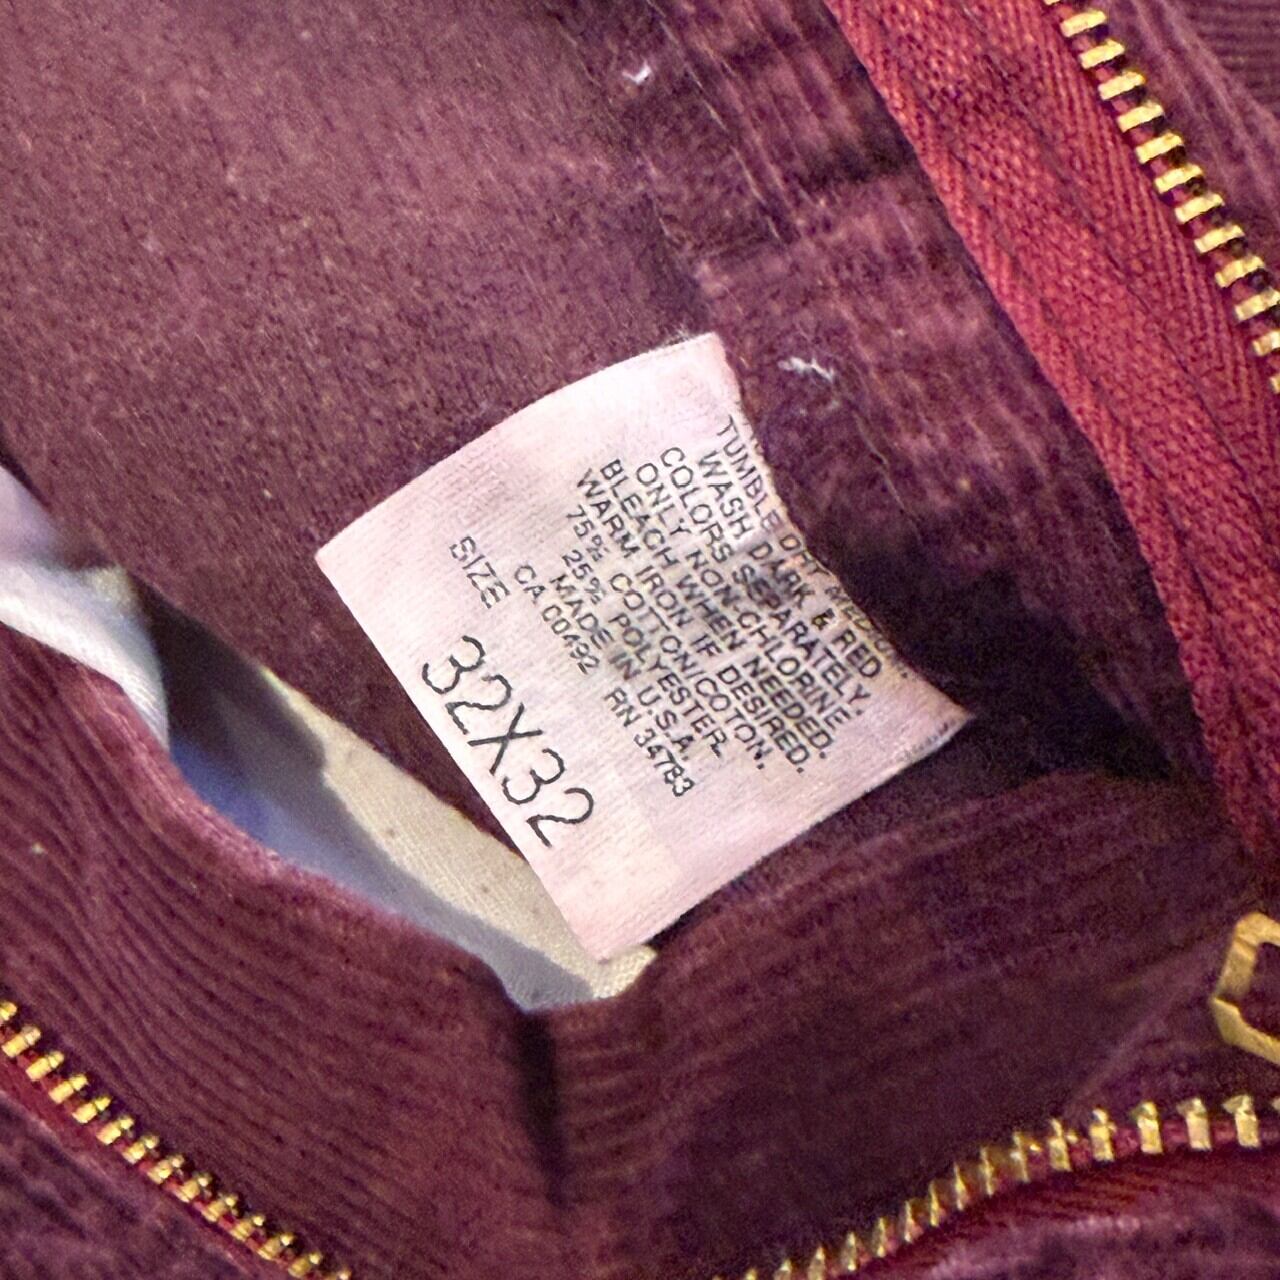 TUMBLE DRY MEDIUM.
WASH DARK & RED
COLORS SEPARATELY.
ONLY NON-CHLORINE
BLEACH WHEN NEEDED.
WARM IRON IF DESIRED.
75% COTTON/COTON.
25% POLYESTER.
MADE IN U.S.A.
CA 00492 RN 34783
SIZE
32X32